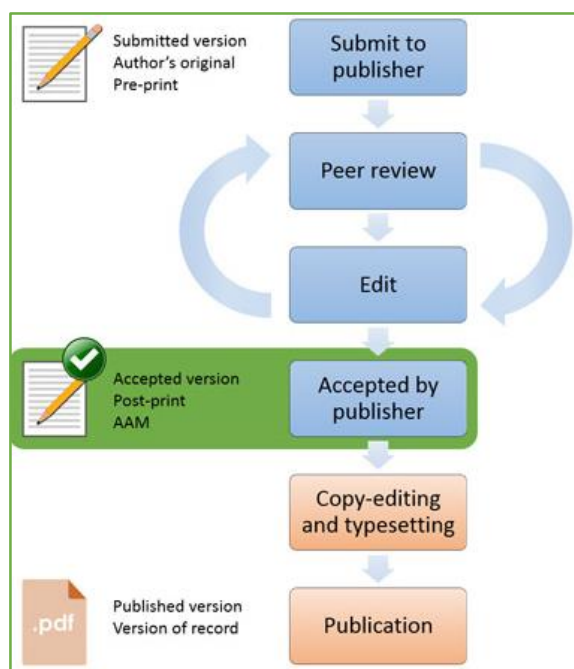 Submitted version
Author's original
Pre-print
Submit to
publisher
Peer review
Edit
Accepted version
Post-print
AAM
Accepted by
publisher
Copy-editing
and typesetting
.pdf
Published version
Version of record
Publication